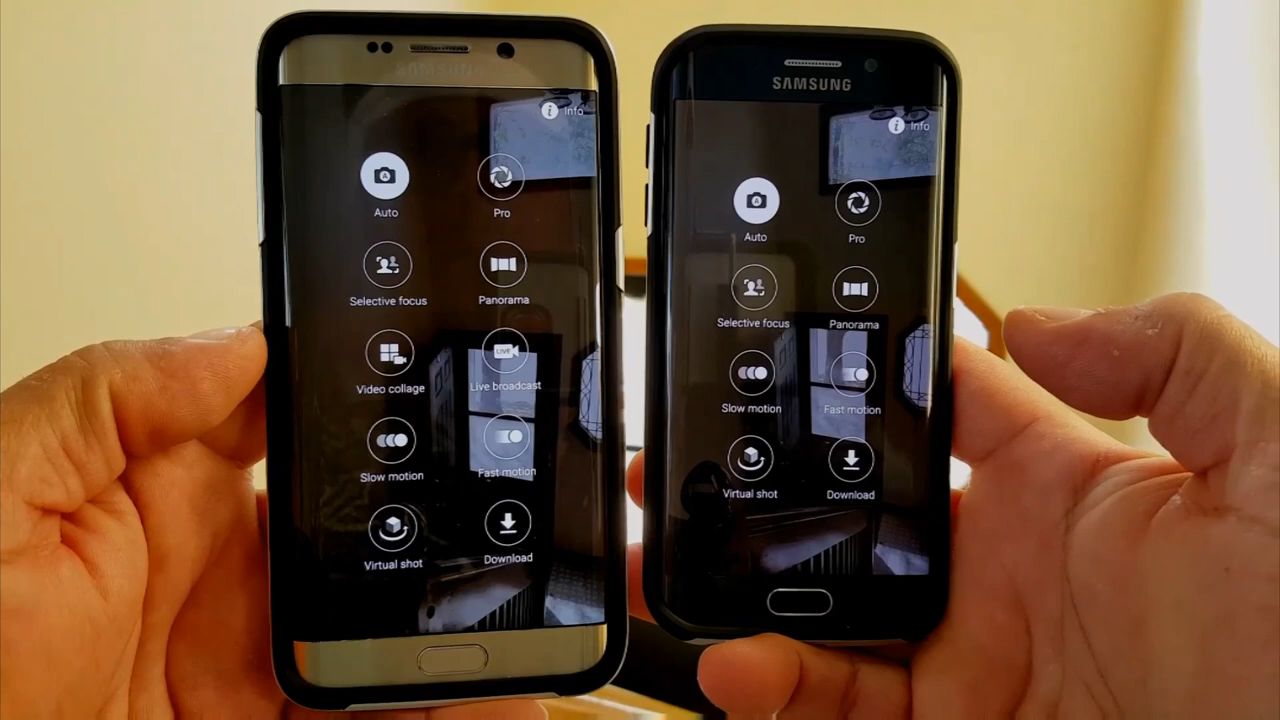 SAMSUNG
Info
Auto
Pro
Selective focus
Panorama
Video collage
LIVE
Live broadcast
Slow motion
Fast motion
Virtual shot
Download
SAMSUNG
Info
Auto
Pro
Selective focus
Panorama
Slow motion
Fast motion
Virtual shot
Download